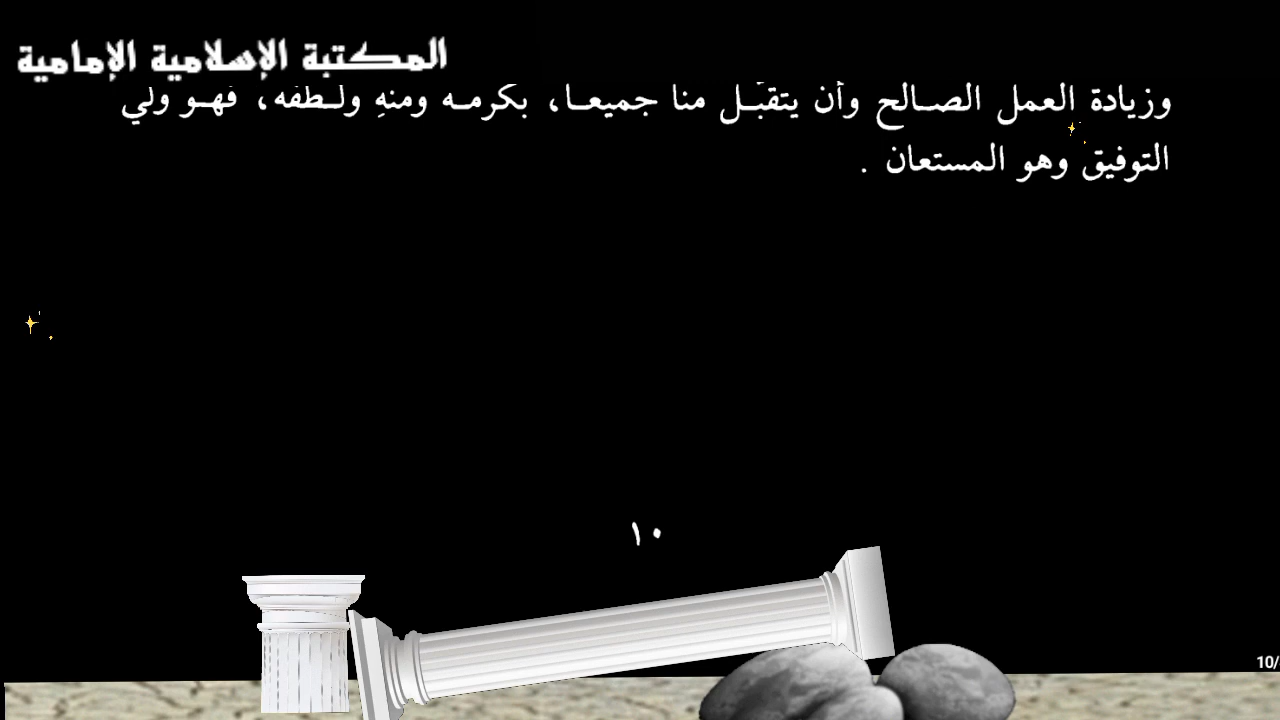 المكتبة الإسلامية الإمامية
وزيادة العمل الصالح وأن يتقبّل منا جميعا، بكرمه ومنهِ ولطفه، فهو ولي
التوفيق وهو المستعان .
١٠
10/